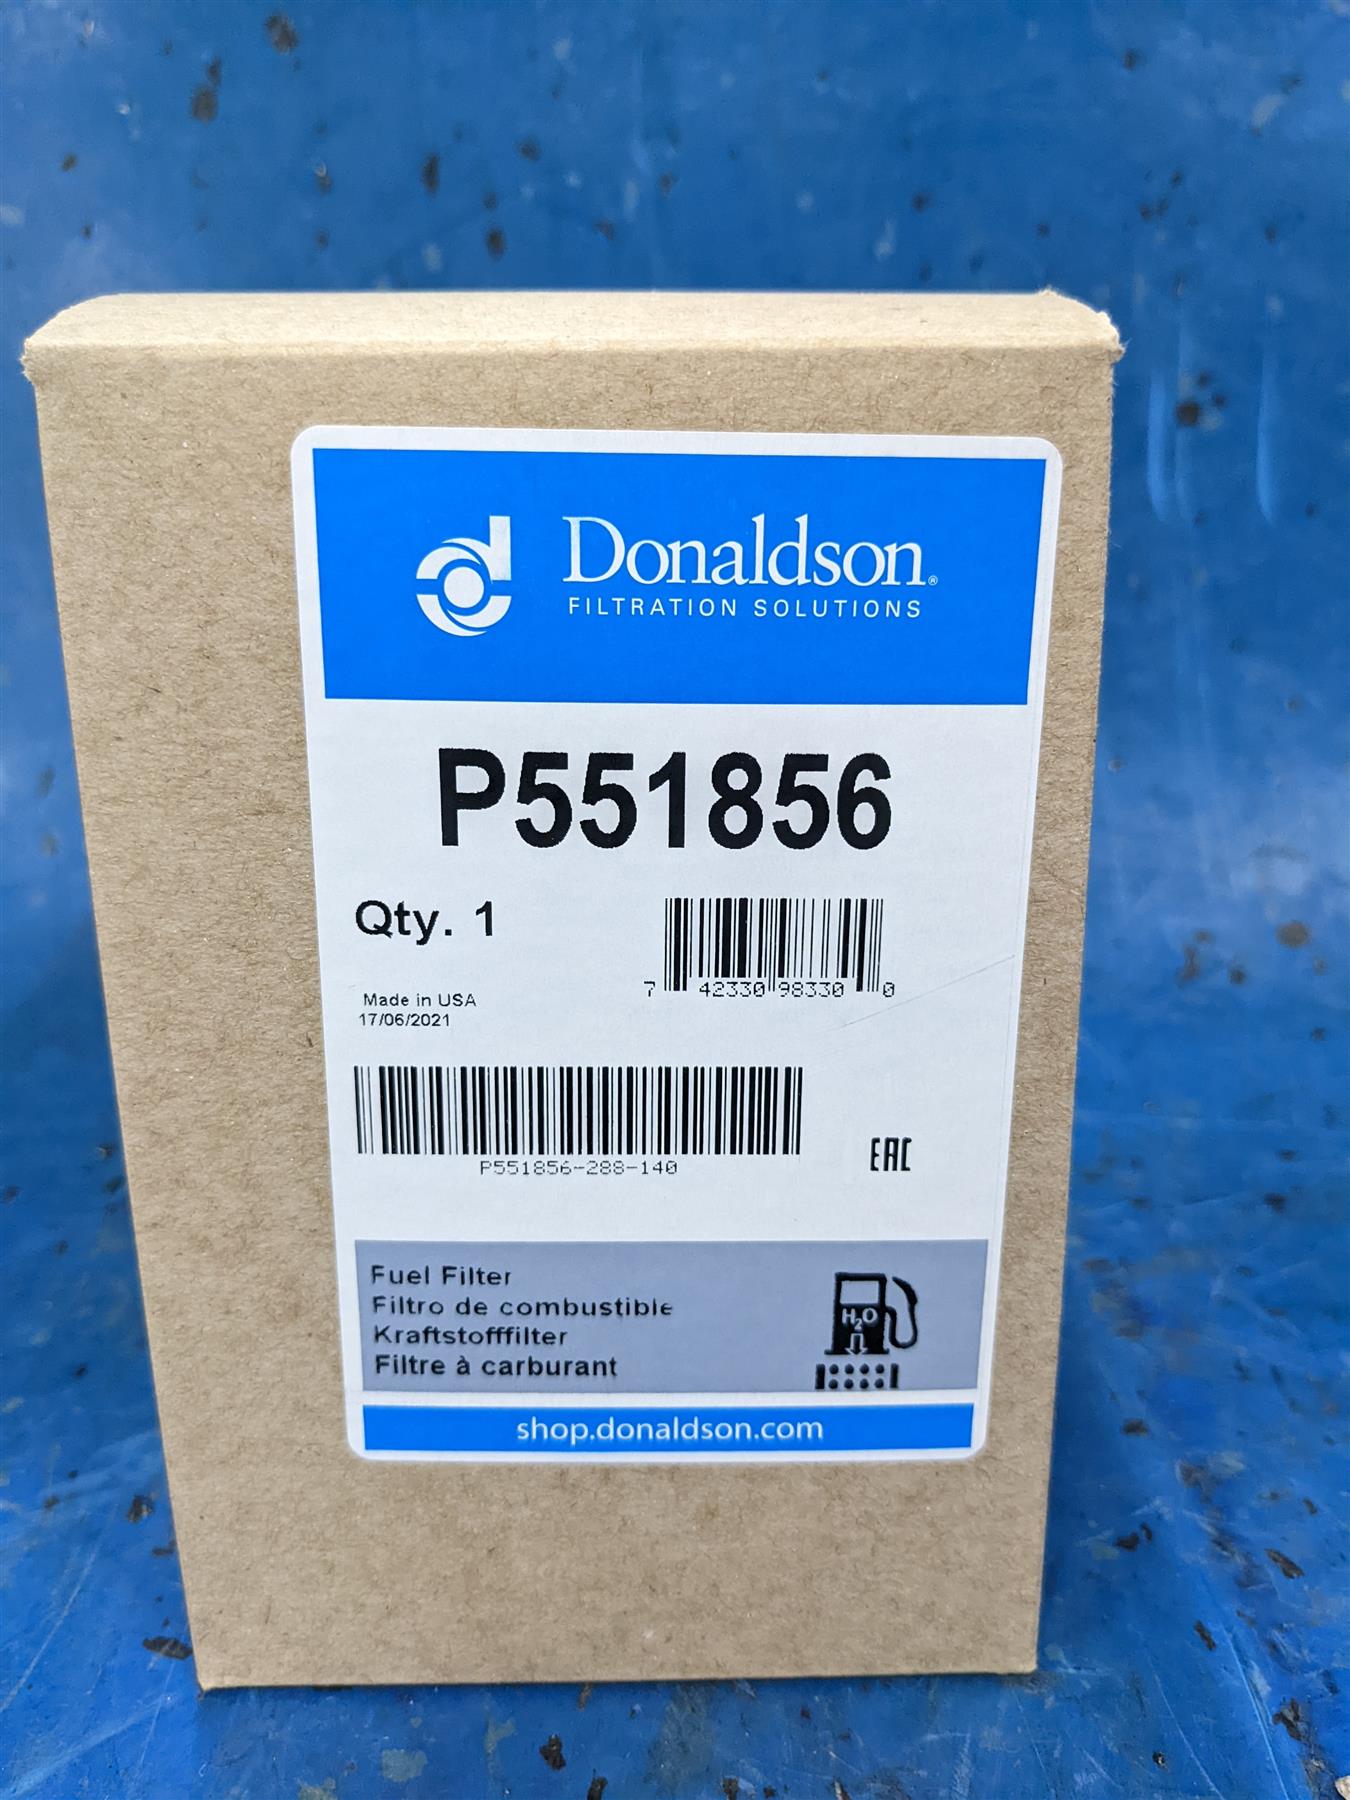 Donaldson®
FILTRATION SOLUTIONS
P551856
Qty. 1
7 42330 98330 0
Made in USA
17/06/2021
P551856-288-140
EAC
Fuel Filter
Filtro de combustible
Kraftstofffilter
Filtre à carburant
H2O
shop.donaldson.com